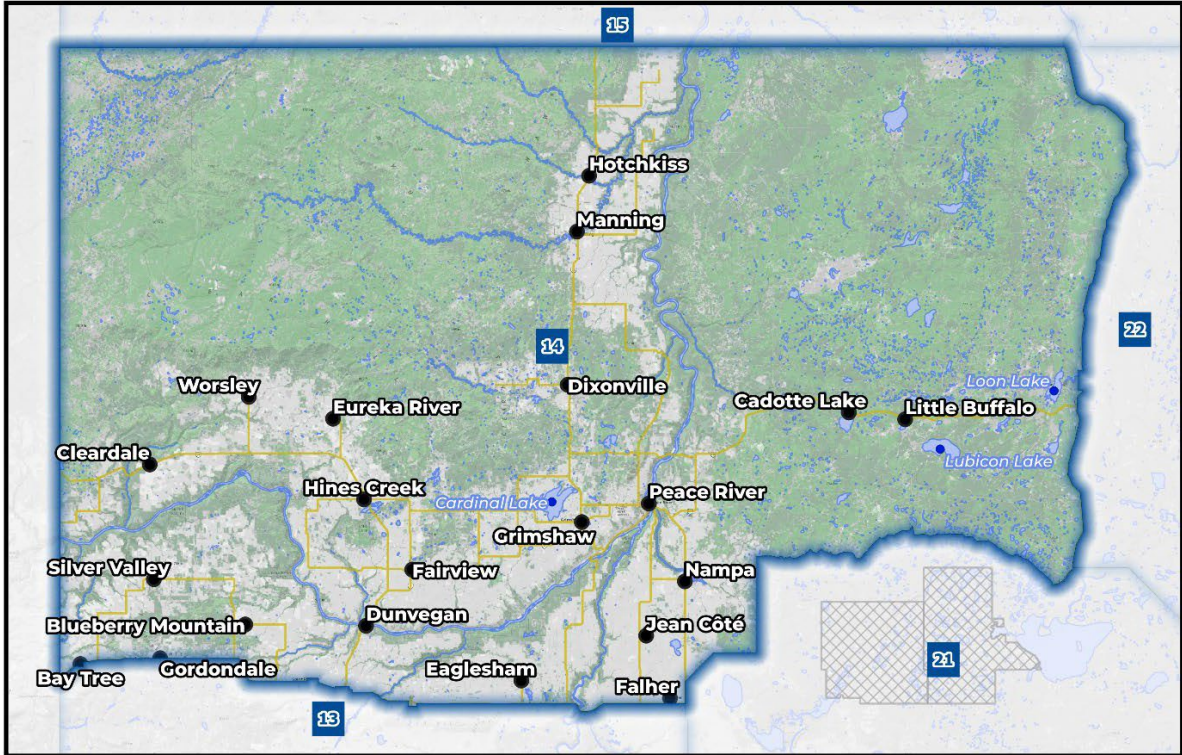 15
Hotchkiss
Manning
22
14
Worsley
Dixonville
Loon Lake
Eureka River
Cadotte Lake
Little Buffalo
Cleardale
Lubicon Lake
Hines Creek
Cardinal Lake
Peace River
Grimshaw
Silver Valley
Fairview
Nampa
Dunvegan
Blueberry Mountain
Jean Côté
21
Gordondale
Eaglesham
Bay Tree
Falher
13